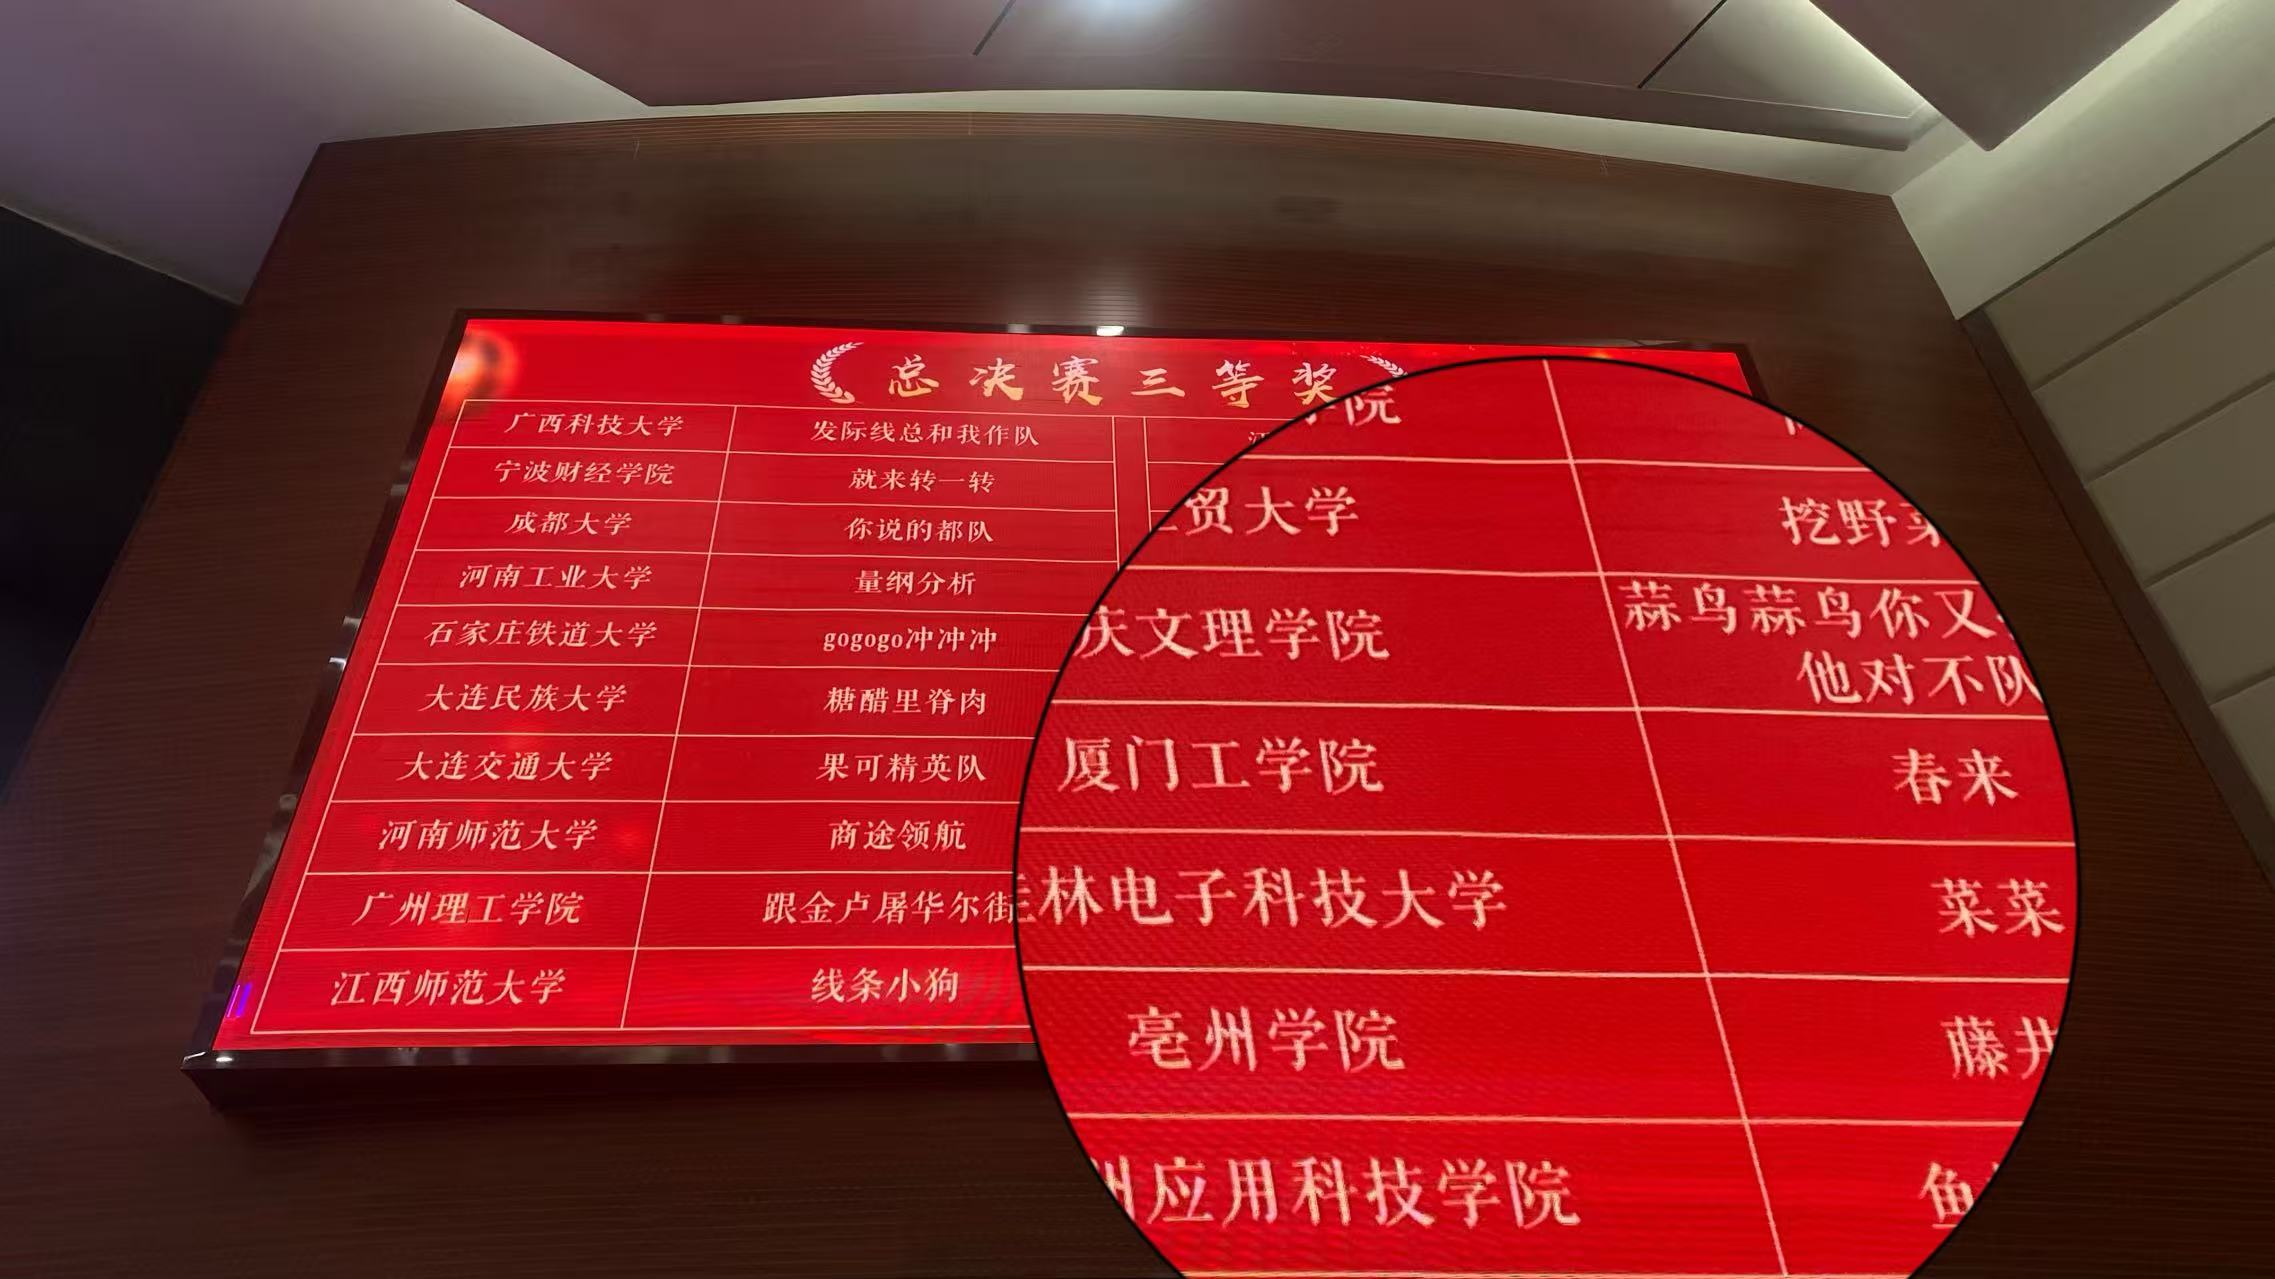 总决赛三等奖
广西科技大学 发际线总和我作队
宁波财经学院 就来转一转
成都大学 你说的都队
河南工业大学 量纲分析
石家庄铁道大学 gogogo冲冲冲
大连民族大学 糖醋里脊肉
大连交通大学 果可精英队
河南师范大学 商途领航
广州理工学院 跟金卢屠华尔街
江西师范大学 线条小狗
学院
贸大学 挖野菜
庆文理学院 蒜鸟蒜鸟你又
他对不队
厦门工学院 春来
桂林电子科技大学 菜菜
亳州学院 藤井
州应用科技学院 鱼